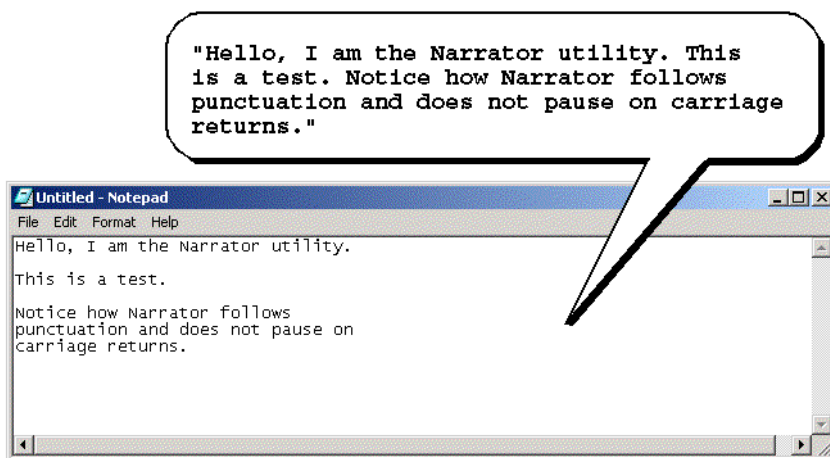 "Hello, I am the Narrator utility. This
is a test. Notice how Narrator follows
punctuation and does not pause on carriage
returns."
Untitled - Notepad
File Edit Format Help
Hello, I am the Narrator utility.
This is a test.
Notice how Narrator follows
punctuation and does not pause on
carriage returns.